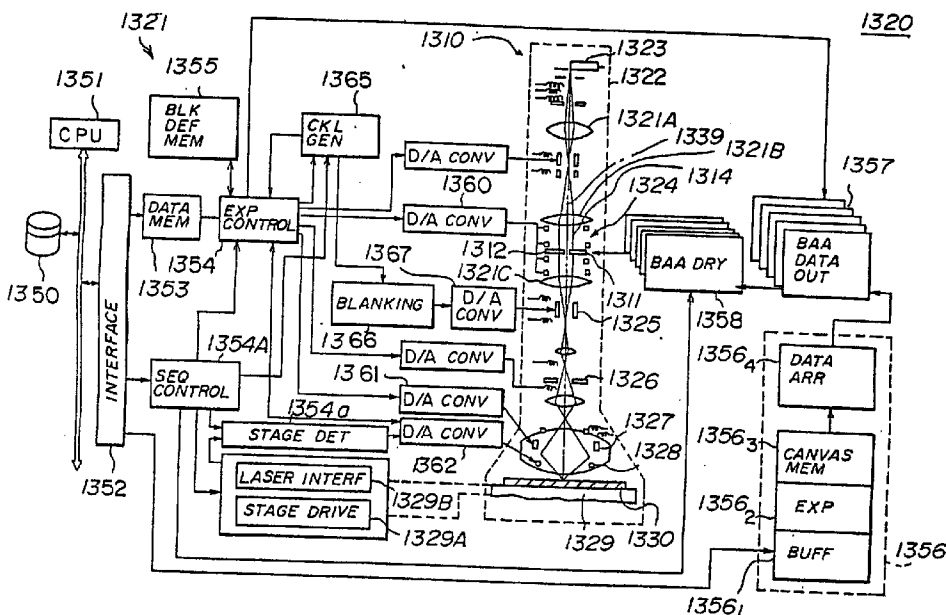 1320
1321
1310
1323
1322
1351
CPU
1355
BLK
DEF
MEM
1365
CKL
GEN
1321A
1339
1321B
1314
1324
1357
D/A CONV
1360
D/A CONV
DATA
MEM
1353
EXP
CONTROL
1354
1350
1312
1321C
1311
BAA DRY
1358
BAA
DATA
OUT
1367
BLANKING
1366
D/A
CONV
1325
INTERFACE
1352
1354A
SEQ
CONTROL
D/A CONV
1361
1326
D/A CONV
1354a
STAGE DET
D/A CONV
1362
1327
1328
LASER INTERF
1329B
STAGE DRIVE
1329A
1329
1330
1356₄
DATA
ARR
1356₃
CANVAS
MEM
1356₂
EXP
BUFF
1356
1356₁